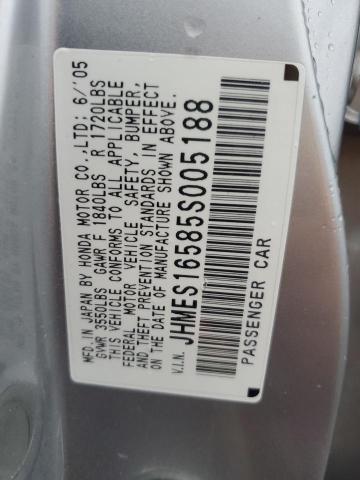 MFD. IN JAPAN BY HONDA MOTOR CO.,LTD: 6/'05
GVWR 3550LBS GAWR F 1840LBS R 1720LBS
THIS VEHICLE CONFORMS TO ALL APPLICABLE
FEDERAL MOTOR VEHICLE SAFETY, BUMPER,
AND THEFT PREVENTION STANDARDS IN EFFECT
ON THE DATE OF MANUFACTURE SHOWN ABOVE.
V.I.N. JHMES16585S005188
PASSENGER CAR